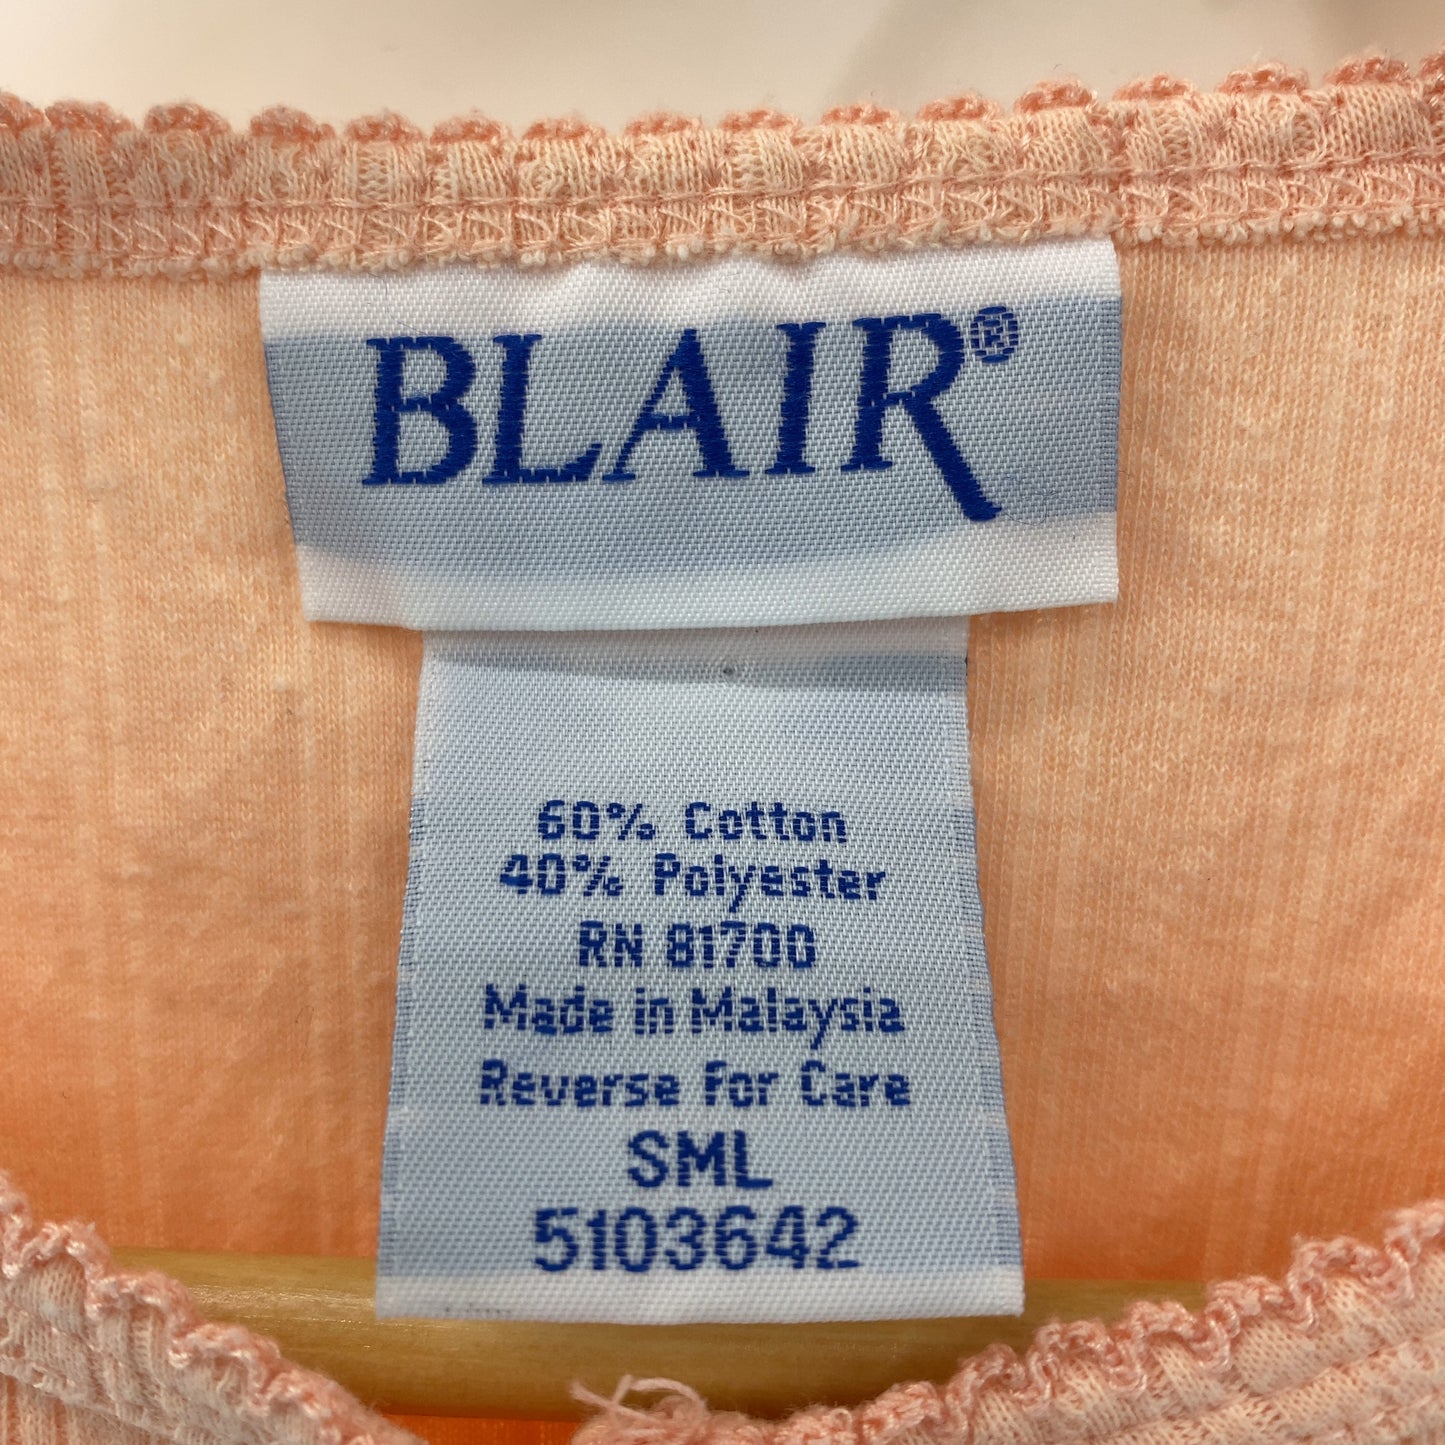 BLAIR®
60% Cotton
40% Polyester
RN 81700
Made in Malaysia
Reverse For Care
SML
5103642